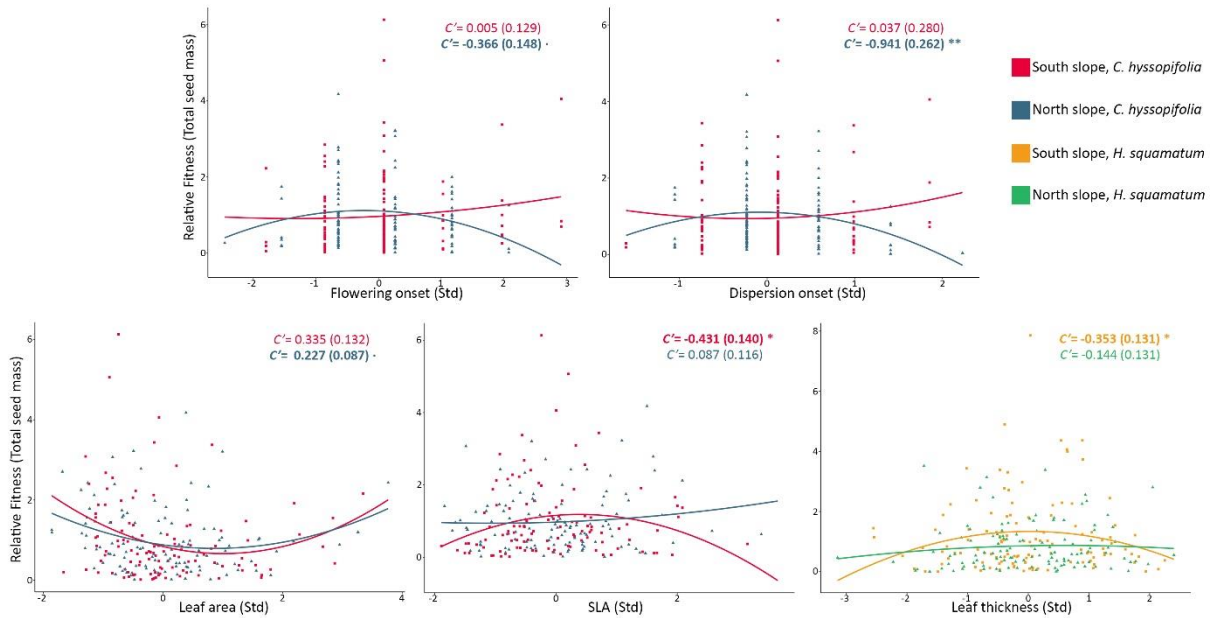 Relative Fitness (Total seed mass)
6
4
2
0
C'= 0.005 (0.129)
C'= -0.366 (0.148) ·
-2 -1 0 1 2 3
Flowering onset (Std)
6
4
2
0
C'= 0.037 (0.280)
C'= -0.941 (0.262) **
-1 0 1 2
Dispersion onset (Std)
South slope, C. hyssopifolia
North slope, C. hyssopifolia
South slope, H. squamatum
North slope, H. squamatum
Relative Fitness (Total seed mass)
6
4
2
0
C'= 0.335 (0.132)
C'= 0.227 (0.087) ·
-2 0 2 4
Leaf area (Std)
6
4
2
0
C'= -0.431 (0.140) *
C'= 0.087 (0.116)
-2 0 2
SLA (Std)
8
6
4
2
0
C'= -0.353 (0.131) *
C'= -0.144 (0.131)
-3 -2 -1 0 1 2
Leaf thickness (Std)